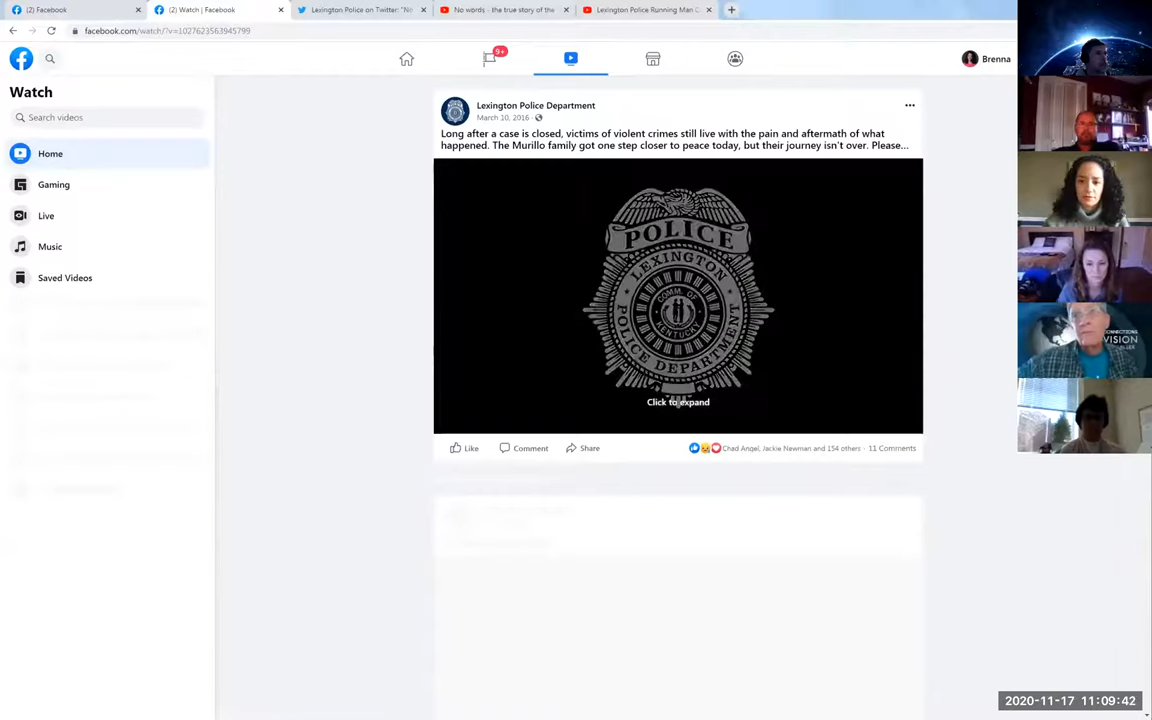 (2) Facebook
(2) Watch | Facebook
Lexington Police on Twitter: "Nit
No words - the true story of the
Lexington Police Running Man C
facebook.com/watch/?v=1027623563945799
9+
Brenna
Watch
Search videos
Home
Gaming
Live
Music
Saved Videos
Lexington Police Department
March 10, 2016
Long after a case is closed, victims of violent crimes still live with the pain and aftermath of what
happened. The Murillo family got one step closer to peace today, but their journey isn't over. Please...
POLICE
LEXINGTON
COMM. OF
KENTUCKY
POLICE DEPARTMENT
Click to expand
Like
Comment
Share
Chad Angel, Jackie Newman and 154 others · 11 Comments
CONNECTIONS
VISION
2020-11-17 11:09:42